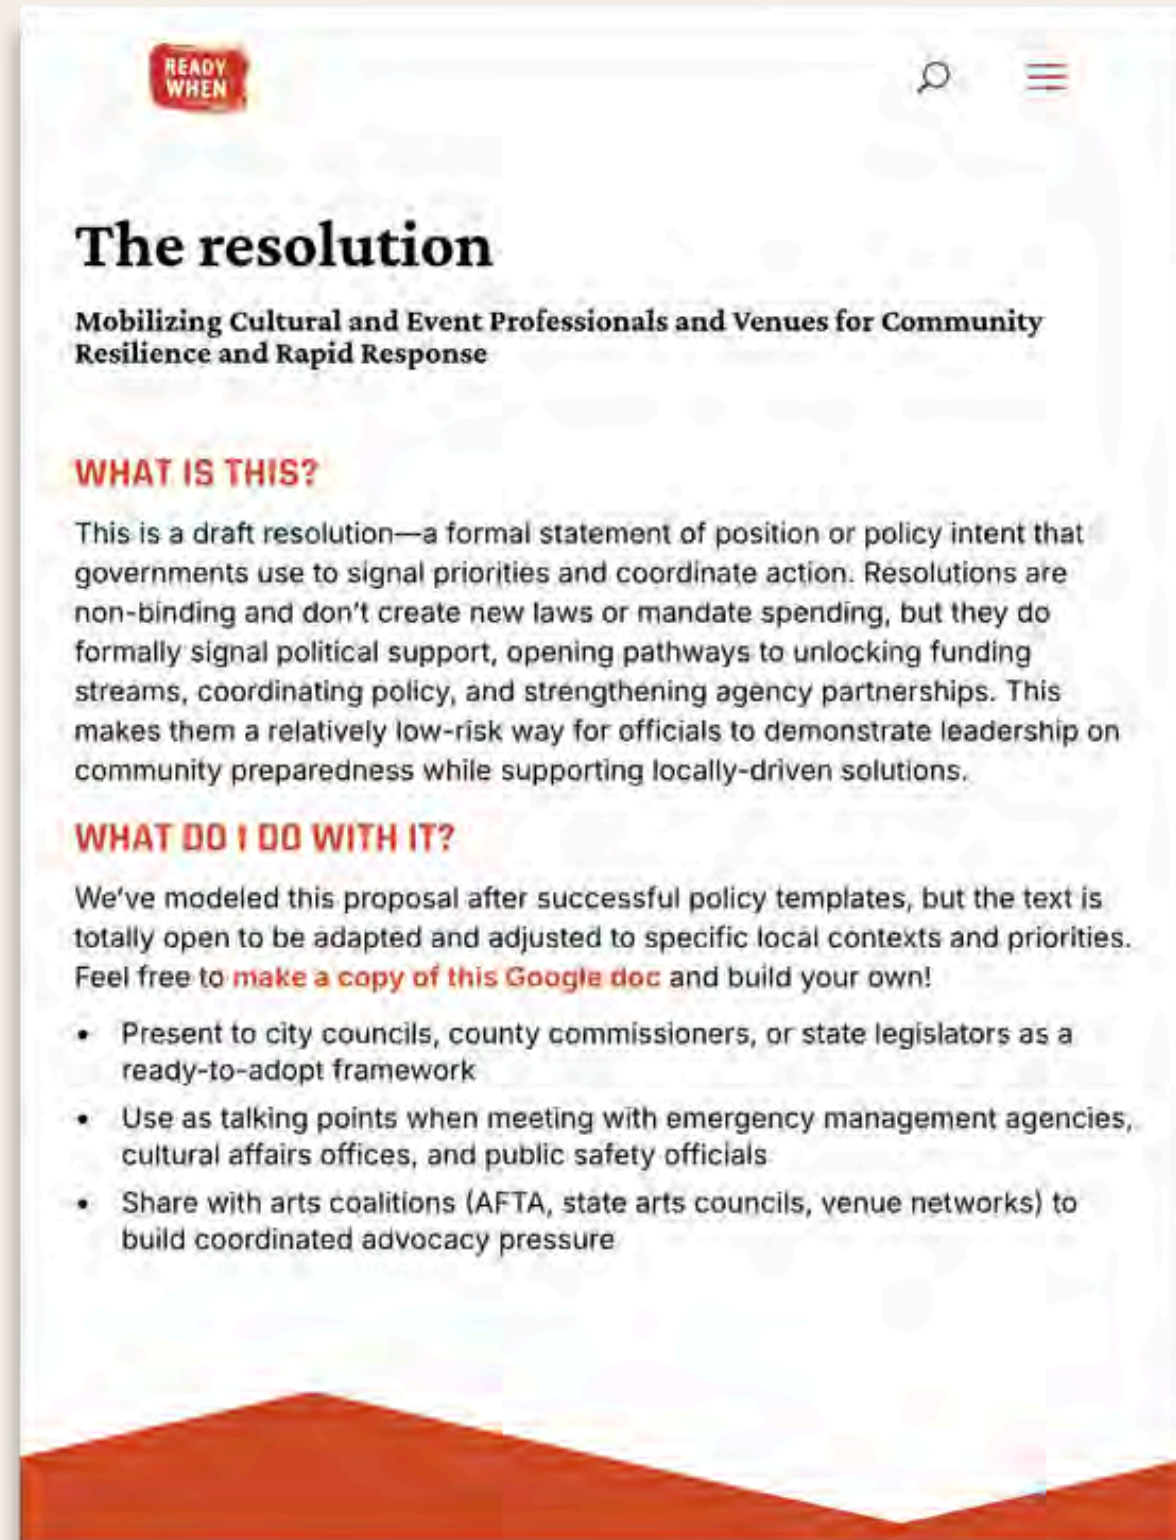 READY
WHEN
The resolution
Mobilizing Cultural and Event Professionals and Venues for Community
Resilience and Rapid Response
WHAT IS THIS?
This is a draft resolution—a formal statement of position or policy intent that
governments use to signal priorities and coordinate action. Resolutions are
non-binding and don’t create new laws or mandate spending, but they do
formally signal political support, opening pathways to unlocking funding
streams, coordinating policy, and strengthening agency partnerships. This
makes them a relatively low-risk way for officials to demonstrate leadership on
community preparedness while supporting locally-driven solutions.
WHAT DO I DO WITH IT?
We’ve modeled this proposal after successful policy templates, but the text is
totally open to be adapted and adjusted to specific local contexts and priorities.
Feel free to make a copy of this Google doc and build your own!
• Present to city councils, county commissioners, or state legislators as a
ready-to-adopt framework
• Use as talking points when meeting with emergency management agencies,
cultural affairs offices, and public safety officials
• Share with arts coalitions (AFTA, state arts councils, venue networks) to
build coordinated advocacy pressure